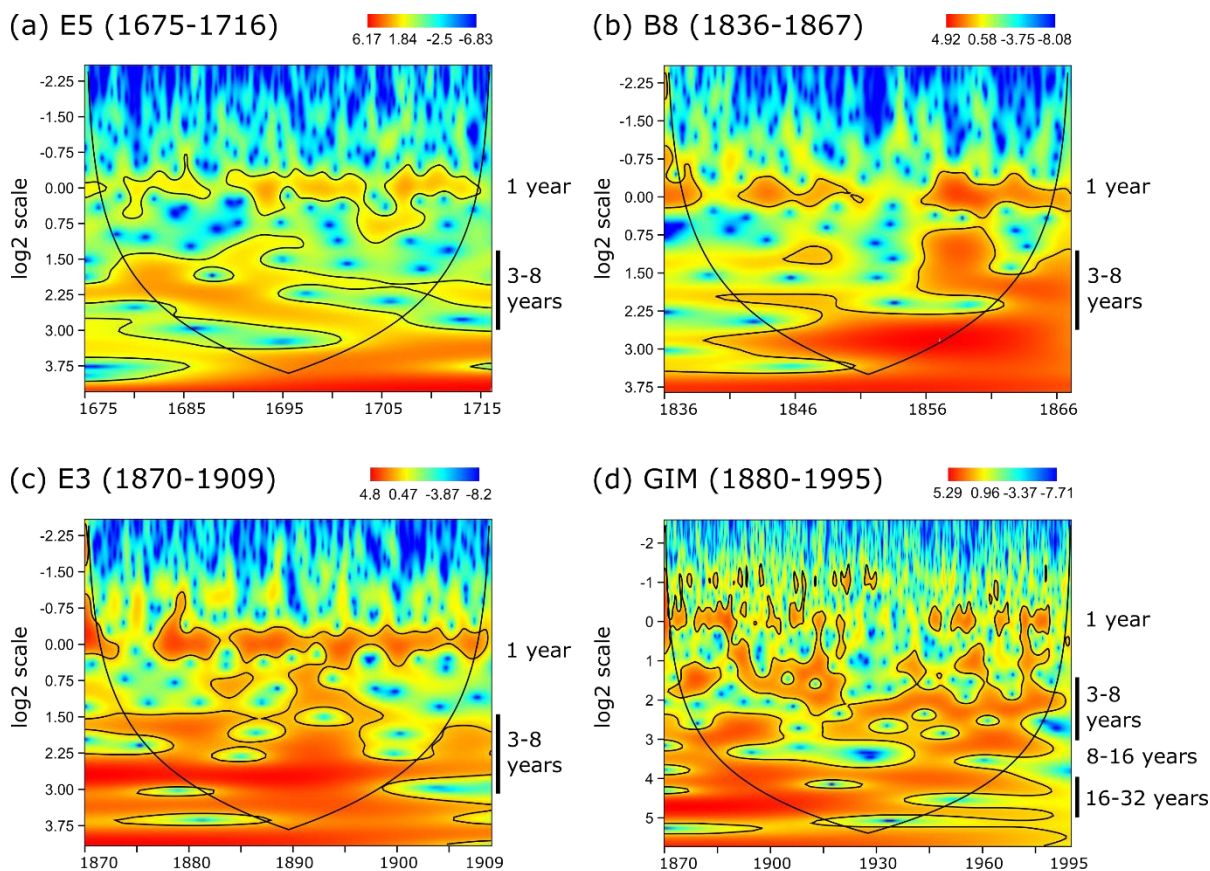 (a) E5 (1675-1716)
6.17 1.84 -2.5 -6.83
log2 scale
-2.25
-1.50
-0.75
0.00
0.75
1.50
2.25
3.00
3.75
1675 1685 1695 1705 1715
1 year
3-8
years
(b) B8 (1836-1867)
4.92 0.58 -3.75 -8.08
log2 scale
-2.25
-1.50
-0.75
0.00
0.75
1.50
2.25
3.00
3.75
1836 1846 1856 1866
1 year
3-8
years
(c) E3 (1870-1909)
4.8 0.47 -3.87 -8.2
log2 scale
-2.25
-1.50
-0.75
0.00
0.75
1.50
2.25
3.00
3.75
1870 1880 1890 1900 1909
1 year
3-8
years
(d) GIM (1880-1995)
5.29 0.96 -3.37 -7.71
log2 scale
-2
-1
0
1
2
3
4
5
1870 1900 1930 1960 1995
1 year
3-8
years
8-16 years
16-32 years